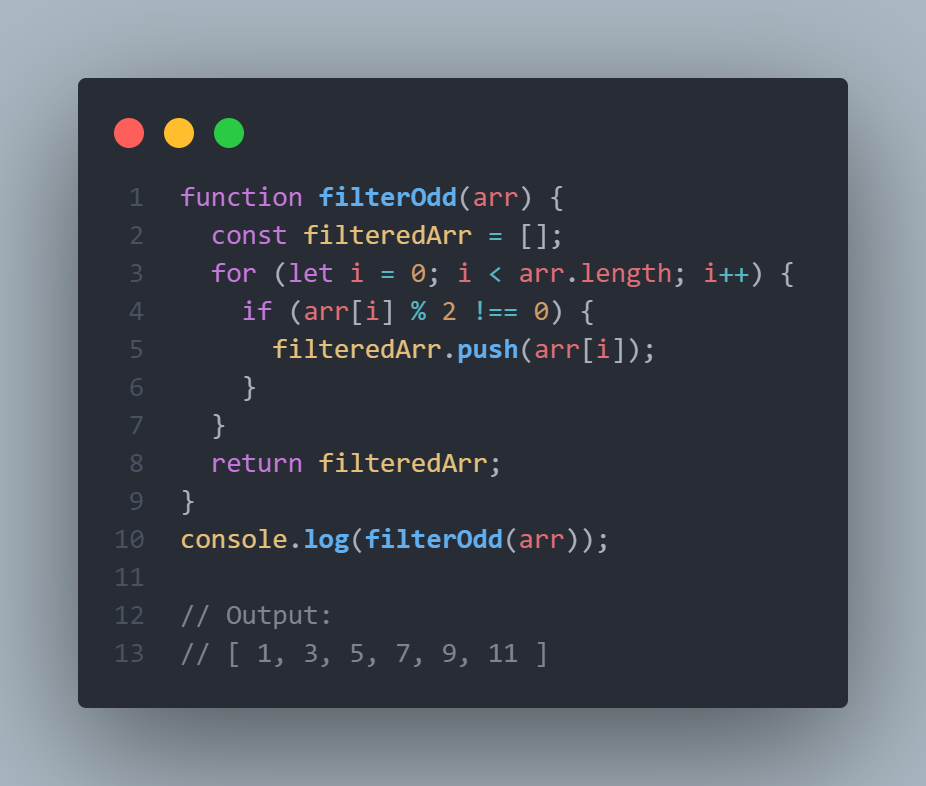 1 function filterOdd(arr) {
2   const filteredArr = [];
3   for (let i = 0; i < arr.length; i++) {
4     if (arr[i] % 2 !== 0) {
5       filteredArr.push(arr[i]);
6     }
7   }
8   return filteredArr;
9 }
10 console.log(filterOdd(arr));
11
12 // Output:
13 // [ 1, 3, 5, 7, 9, 11 ]